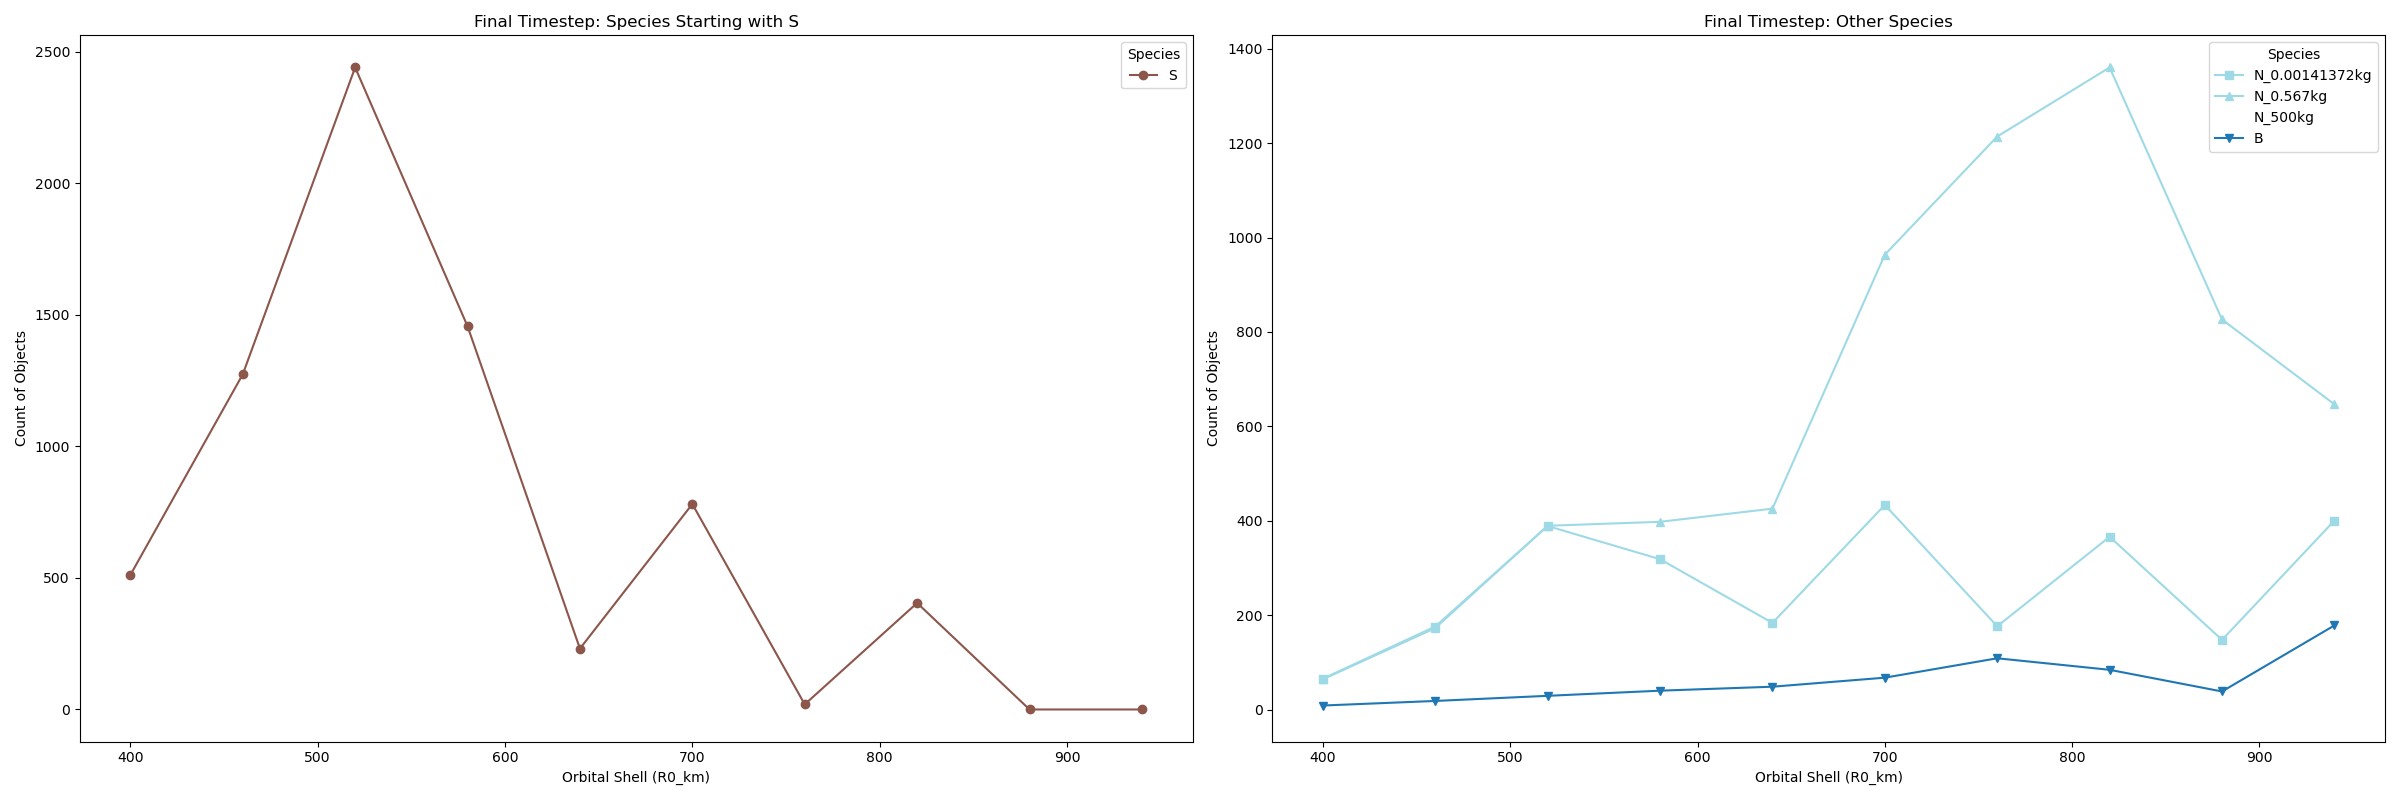 Final Timestep: Species Starting with S
Count of Objects
2500
2000
1500
1000
500
0
400 500 600 700 800 900
Orbital Shell (R0_km)
Species
S
Final Timestep: Other Species
Count of Objects
1400
1200
1000
800
600
400
200
0
400 500 600 700 800 900
Orbital Shell (R0_km)
Species
N_0.00141372kg
N_0.567kg
N_500kg
B